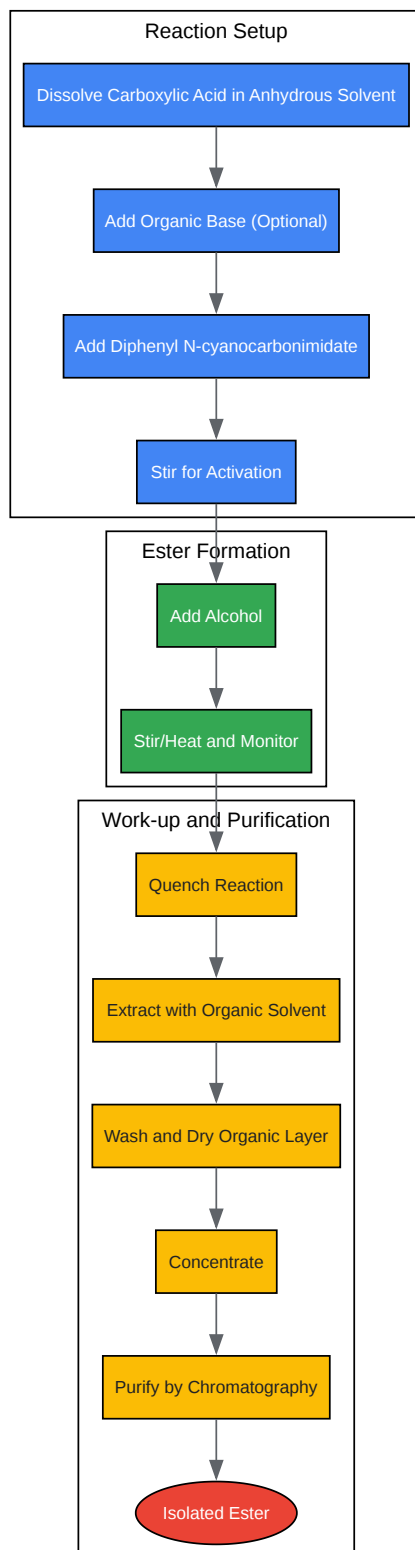 Reaction Setup
Dissolve Carboxylic Acid in Anhydrous Solvent
Add Organic Base (Optional)
Add Diphenyl N-cyanocarbonimidate
Stir for Activation
Ester Formation
Add Alcohol
Stir/Heat and Monitor
Work-up and Purification
Quench Reaction
Extract with Organic Solvent
Wash and Dry Organic Layer
Concentrate
Purify by Chromatography
Isolated Ester